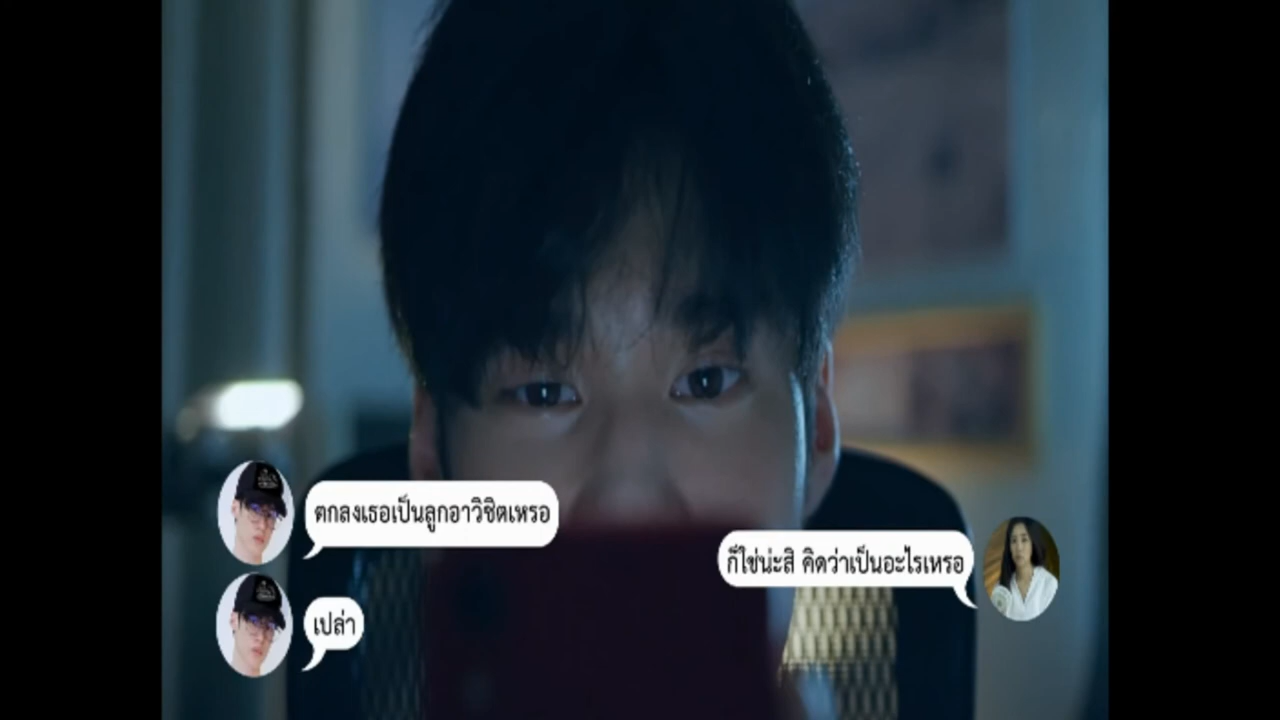 ตกลงเธอเป็นลูกอาวิชิตเหรอ
ก็ใช่น่ะสิ คิดว่าเป็นอะไรเหรอ
เปล่า